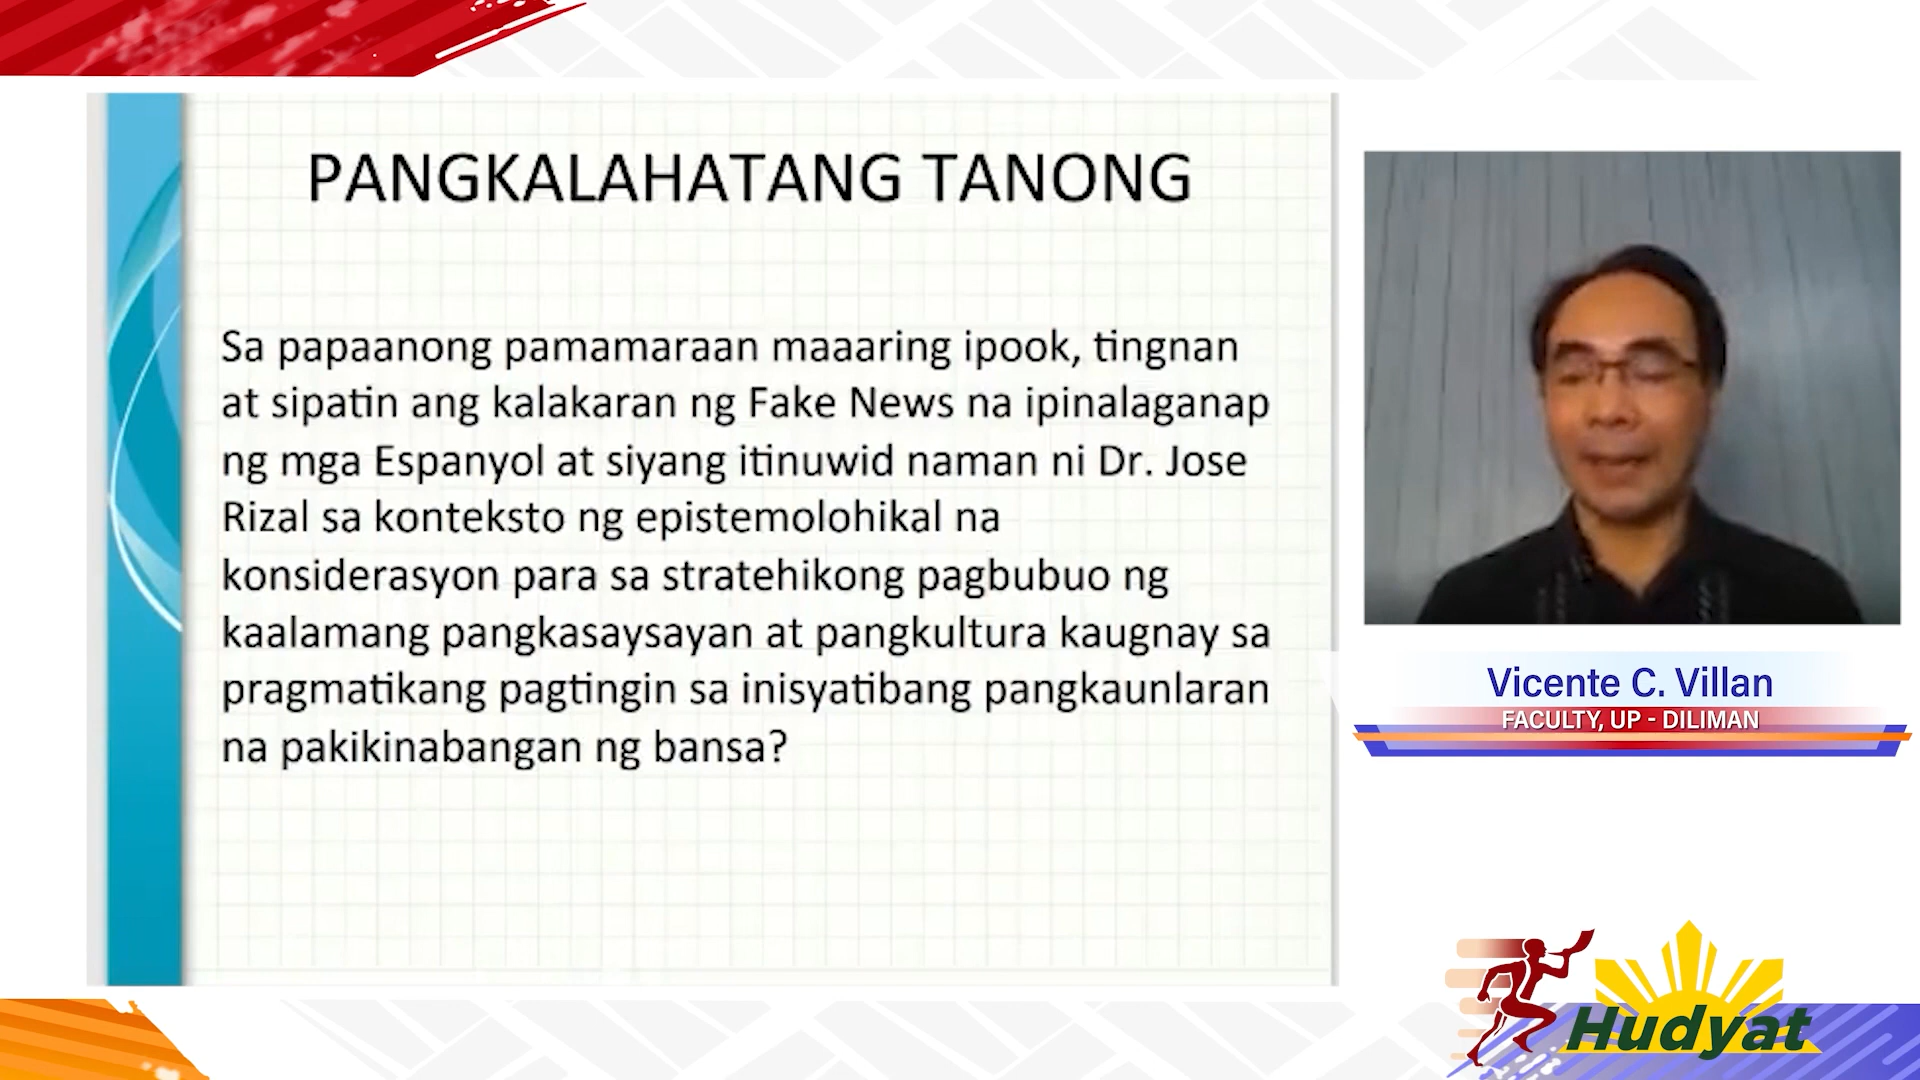 PANGKALAHATANG TANONG
Sa papaanong pamamaraan maaaring ipook, tingnan
at sipatin ang kalakaran ng Fake News na ipinalaganap
ng mga Espanyol at siyang itinuwid naman ni Dr. Jose
Rizal sa konteksto ng epistemolohikal na
konsiderasyon para sa stratehikong pagbubuo ng
kaalamang pangkasaysayan at pangkultura kaugnay sa
pragmatikang pagtingin sa inisyatibang pangkaunlaran
na pakikinabangan ng bansa?
Vicente C. Villan
FACULTY, UP - DILIMAN
Hudyat